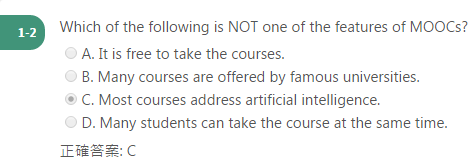 1-2
Which of the following is NOT one of the features of MOOCs?
A. It is free to take the courses.
B. Many courses are offered by famous universities.
C. Most courses address artificial intelligence.
D. Many students can take the course at the same time.
正確答案: C